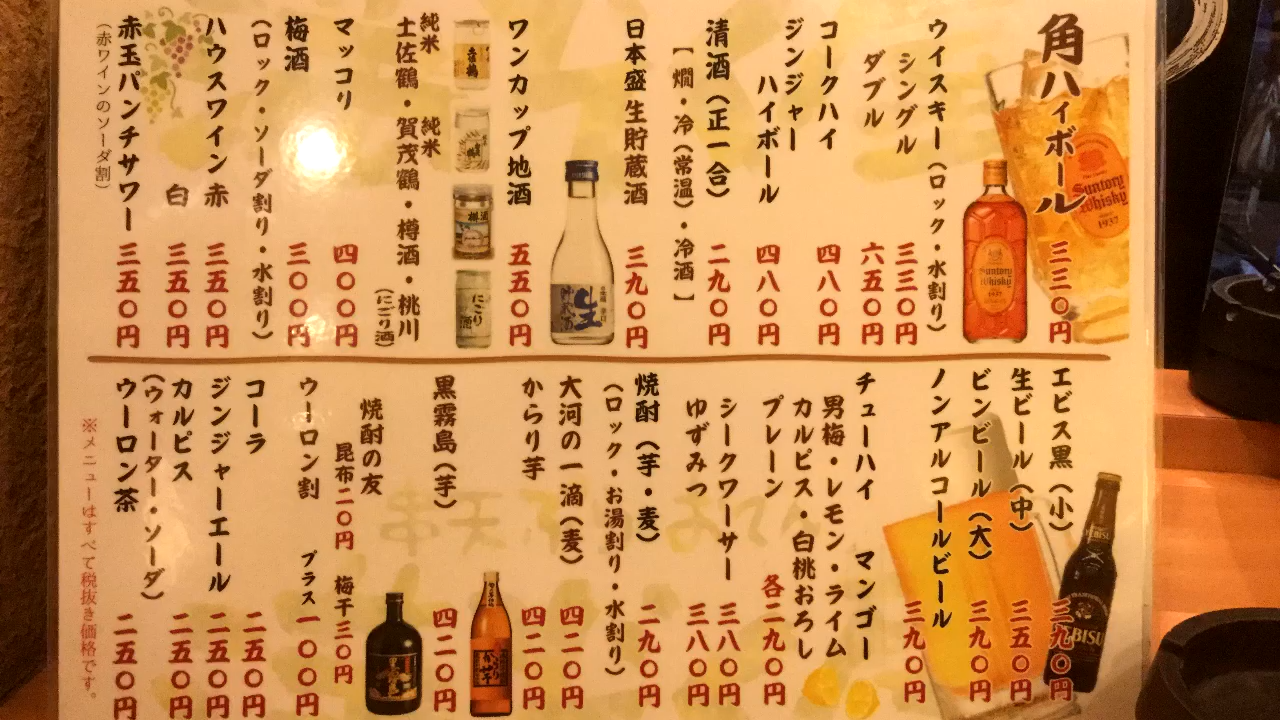 角ハイボール 三三〇円
ウイスキー（ロック・水割り）
シングル 三三〇円
ダブル 六五〇円
コークハイ 四八〇円
ジンジャー
ハイボール 四八〇円
清酒（正一合） 二九〇円
【燗・冷（常温）・冷酒】
日本盛 生貯蔵酒 三九〇円
ワンカップ地酒 五五〇円
純米 純米
土佐鶴・賀茂鶴・樽酒・桃川
（にごり酒）
マッコリ 四〇〇円
梅酒 三〇〇円
（ロック・ソーダ割り・水割り）
ハウスワイン 赤 三五〇円
白 三五〇円
赤玉パンチサワー 三五〇円
（赤ワインのソーダ割）
Suntory
Whisky
1937
Suntory
Whisky
1937
生
にごり
酒
樽酒
エビス黒（小） 三九〇円
生ビール（中） 三五〇円
ビンビール（大） 三九〇円
ノンアルコールビール 三九〇円
チューハイ マンゴー
男梅・レモン・ライム
カルピス・白桃おろし
プレーン 各二九〇円
シークワーサー 三八〇円
ゆずみつ 三八〇円
焼酎（芋・麦） 二九〇円
（ロック・お湯割り・水割り）
大河の一滴（麦） 四二〇円
からり芋 四二〇円
黒霧島（芋） 四二〇円
焼酎の友
昆布二〇円 梅干三〇円
ウーロン割 プラス一〇〇円
コーラ 二五〇円
ジンジャーエール 二五〇円
カルピス 二五〇円
（ウォーター・ソーダ）
ウーロン茶 二五〇円
※メニューはすべて税抜き価格です。
EBISU